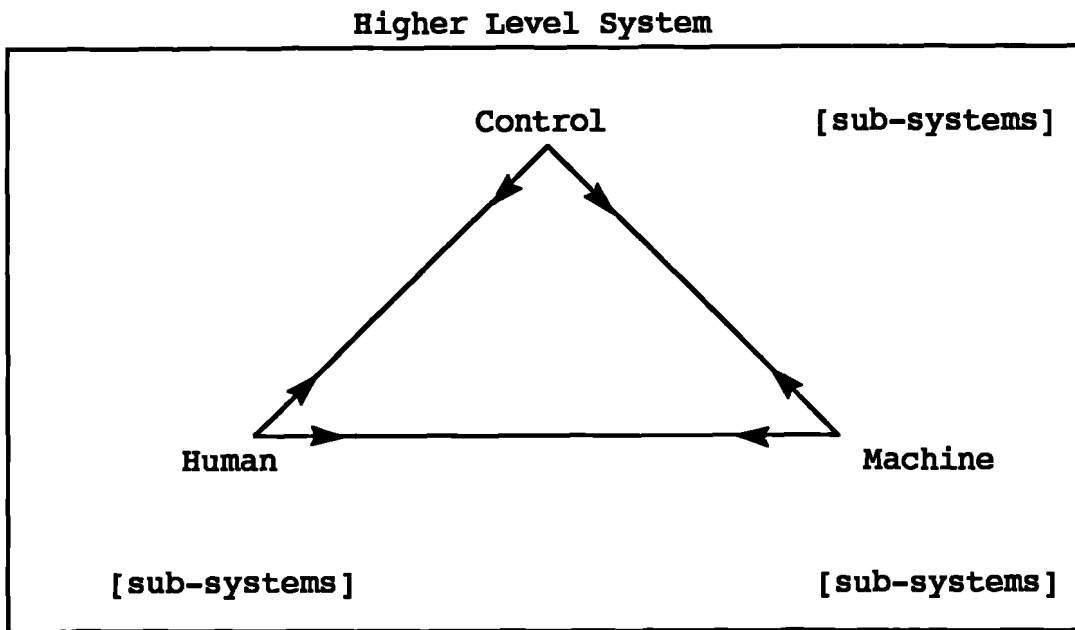 Higher Level System
Control [sub-systems]
Human Machine
[sub-systems] [sub-systems]